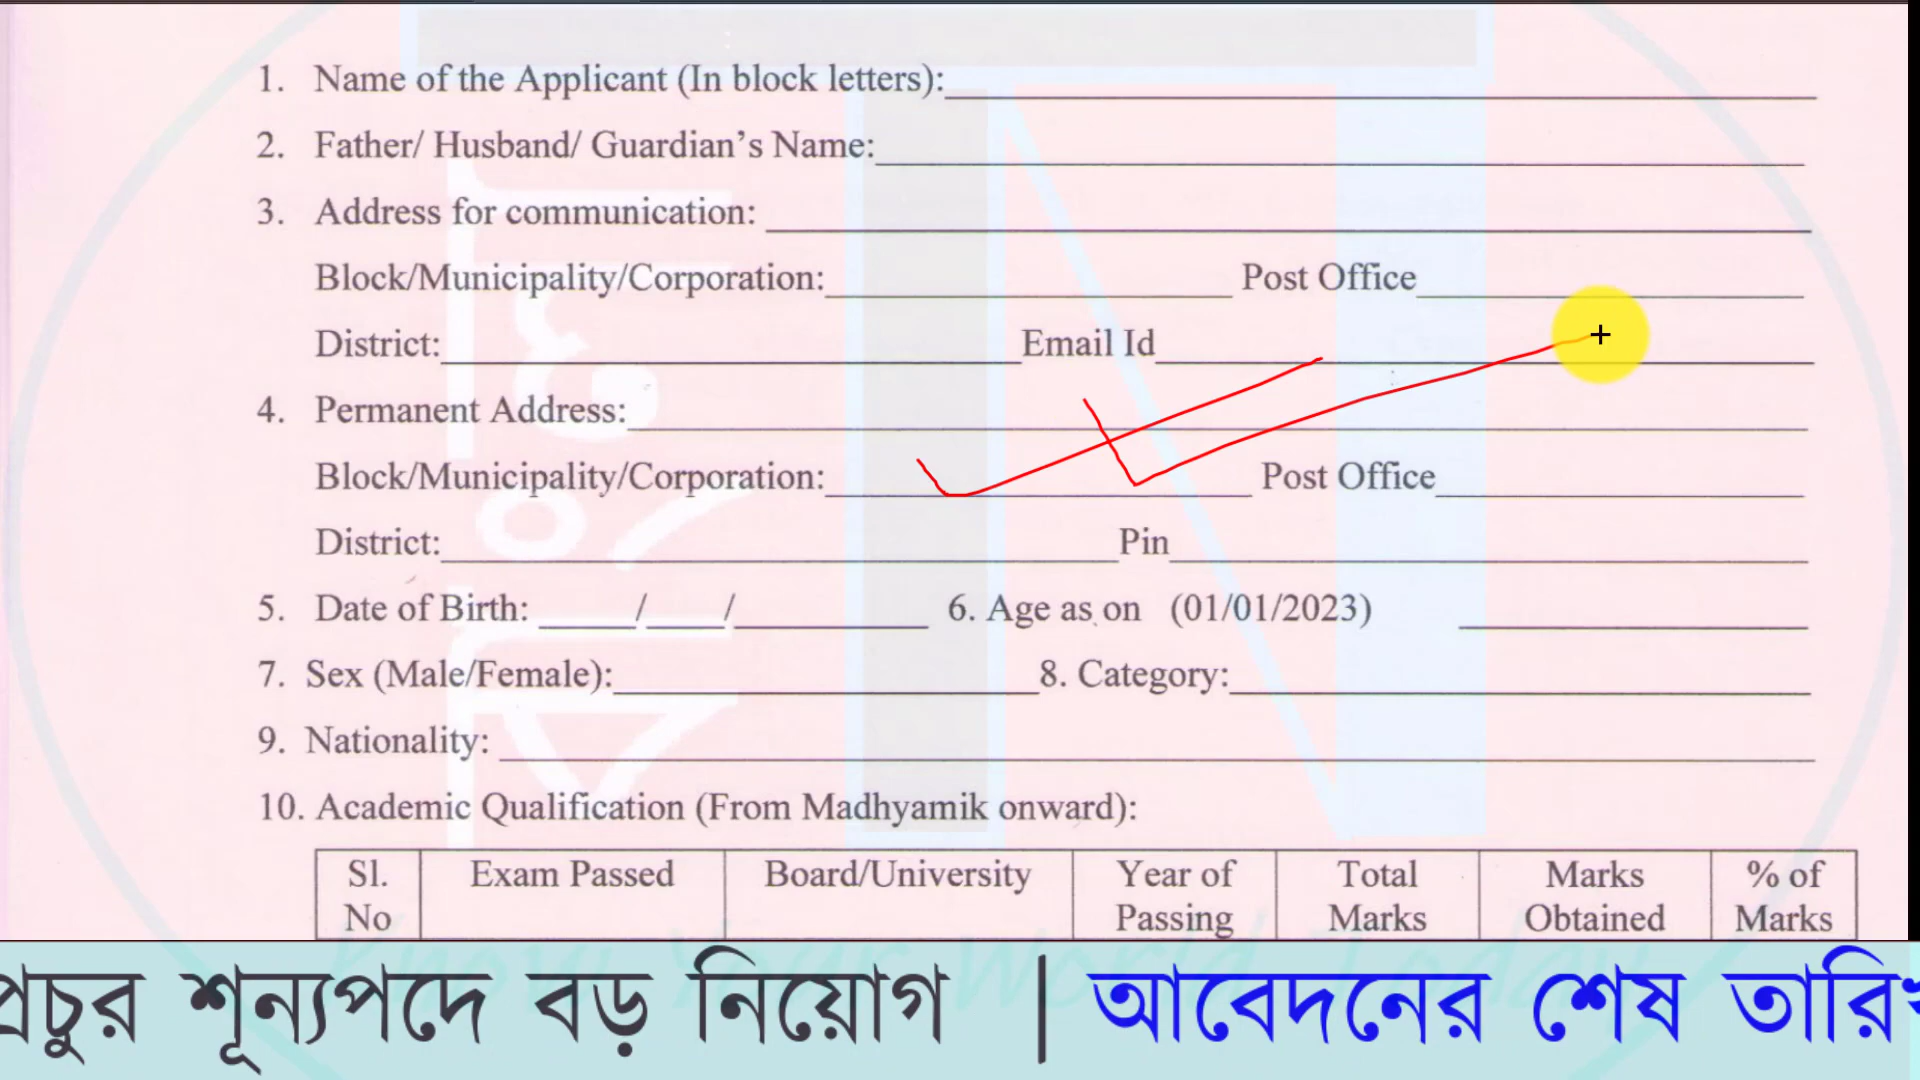 1. Name of the Applicant (In block letters):
2. Father/ Husband/ Guardian’s Name:
3. Address for communication:
Block/Municipality/Corporation: Post Office
District: Email Id
4. Permanent Address:
Block/Municipality/Corporation: Post Office
District: Pin
5. Date of Birth: / / 6. Age as on (01/01/2023)
7. Sex (Male/Female): 8. Category:
9. Nationality:
10. Academic Qualification (From Madhyamik onward):
Sl. No Exam Passed Board/University Year of Passing Total Marks Marks Obtained % of Marks
Know Your World Today
প্রচুর শূন্যপদে বড় নিয়োগ | আবেদনের শেষ